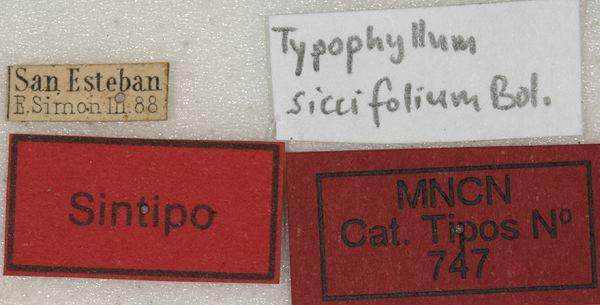 Typophyllum
siccifolium Bol.
San Esteban
E. Simon III. 88
Sintipo
MNCN
Cat. Tipos Nº
747